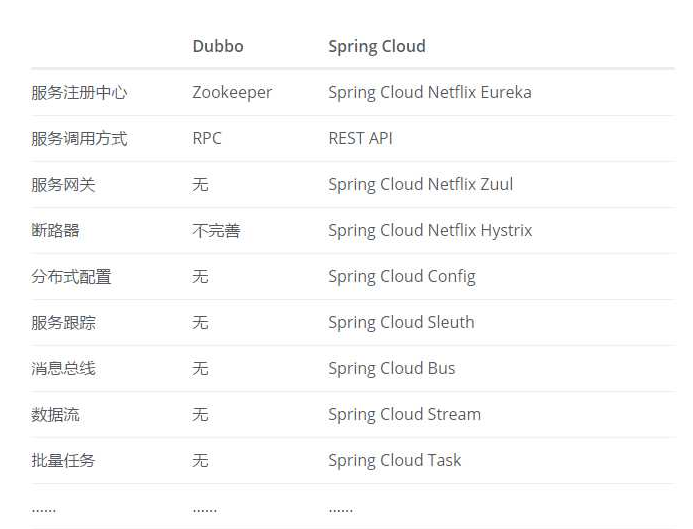 Dubbo Spring Cloud
服务注册中心 Zookeeper Spring Cloud Netflix Eureka
服务调用方式 RPC REST API
服务网关 无 Spring Cloud Netflix Zuul
断路器 不完善 Spring Cloud Netflix Hystrix
分布式配置 无 Spring Cloud Config
服务跟踪 无 Spring Cloud Sleuth
消息总线 无 Spring Cloud Bus
数据流 无 Spring Cloud Stream
批量任务 无 Spring Cloud Task
…… …… ……